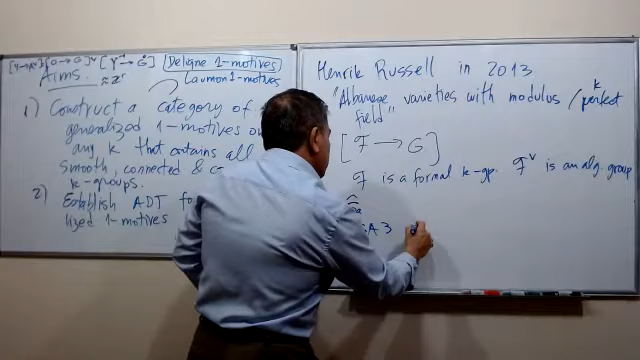 Aims.
[Y → G]
Deligne 1-motives
Laumon 1-motives
1) Construct a category of
generalized 1-motives
any k that contains all
smooth, connected &
k-groups.
2) Establish ADT
lized 1-motives
Henrik Russell in 2013
"Albanese varieties with modulus / k perfect
field"
[ℱ → G]
ℱ is a formal k-gp. ℱ^∨ is an alg. group